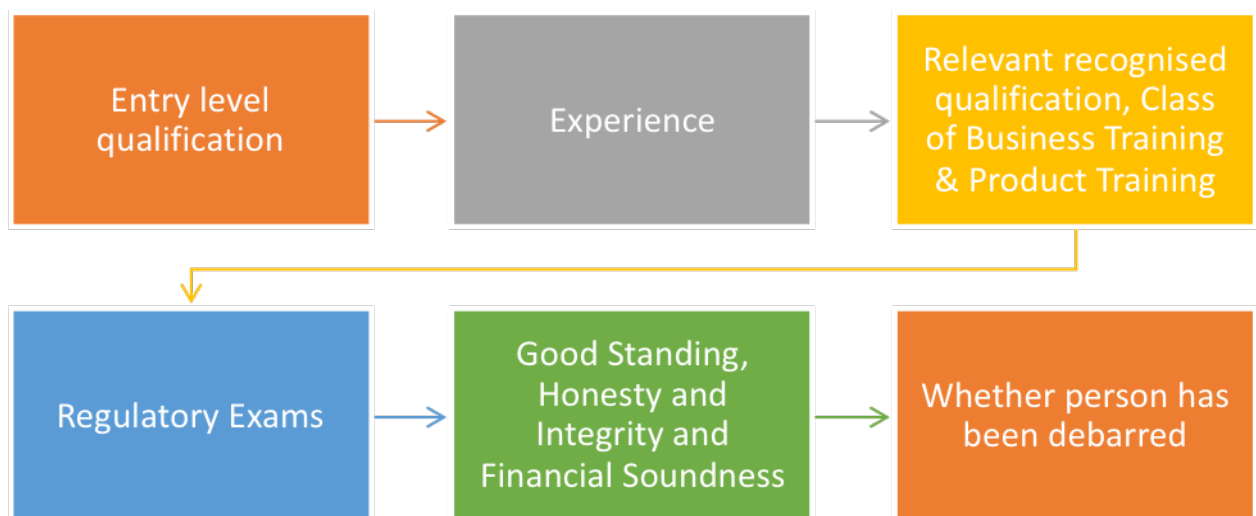 Entry level
qualification
Experience
Relevant recognised
qualification, Class
of Business Training
& Product Training
Regulatory Exams
Good Standing,
Honesty and
Integrity and
Financial Soundness
Whether person has
been debarred